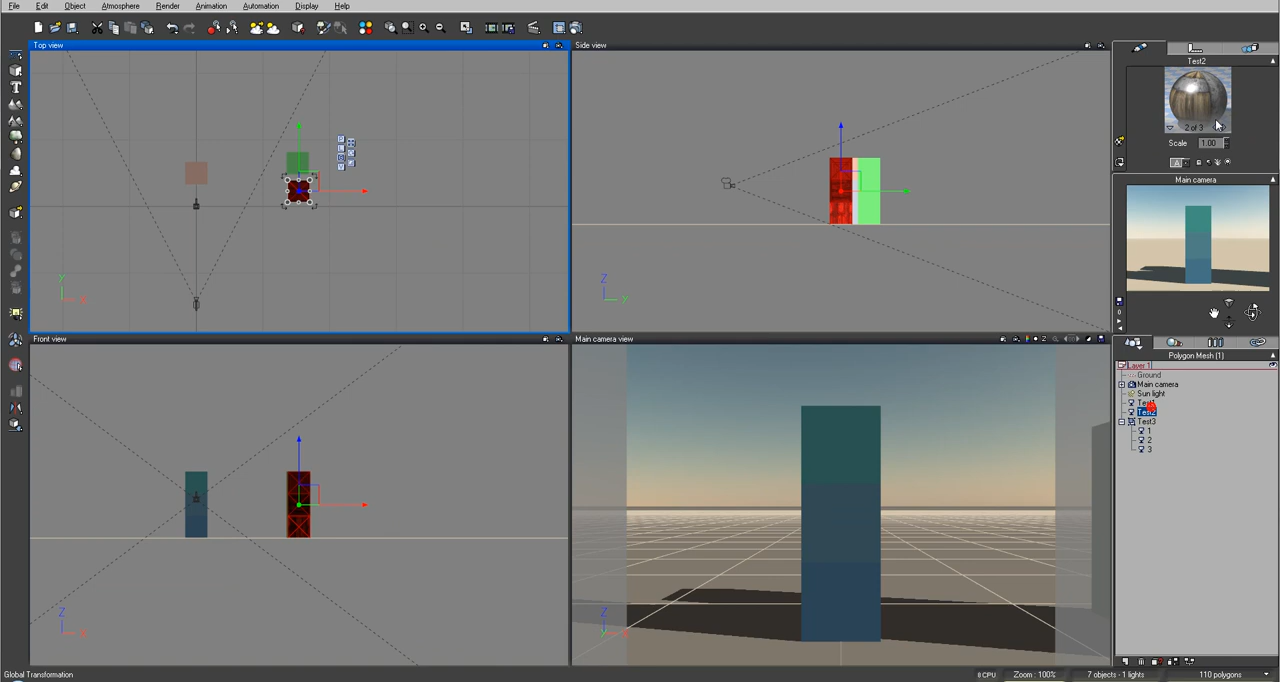 File Edit Object Atmosphere Render Animation Automation Display Help
Top view
Side view
Test2
2 of 3
Scale 1.00
Main camera
Y
Z
Y
Front view
Main camera view
Z
Polygon Mesh (1)
Layer 1
Ground
Main camera
Sun light
Test1
Test2
Test3
1
2
3
Z
Z
Global Transformation
8 CPU
Zoom : 100%
7 objects - 1 lights
110 polygons